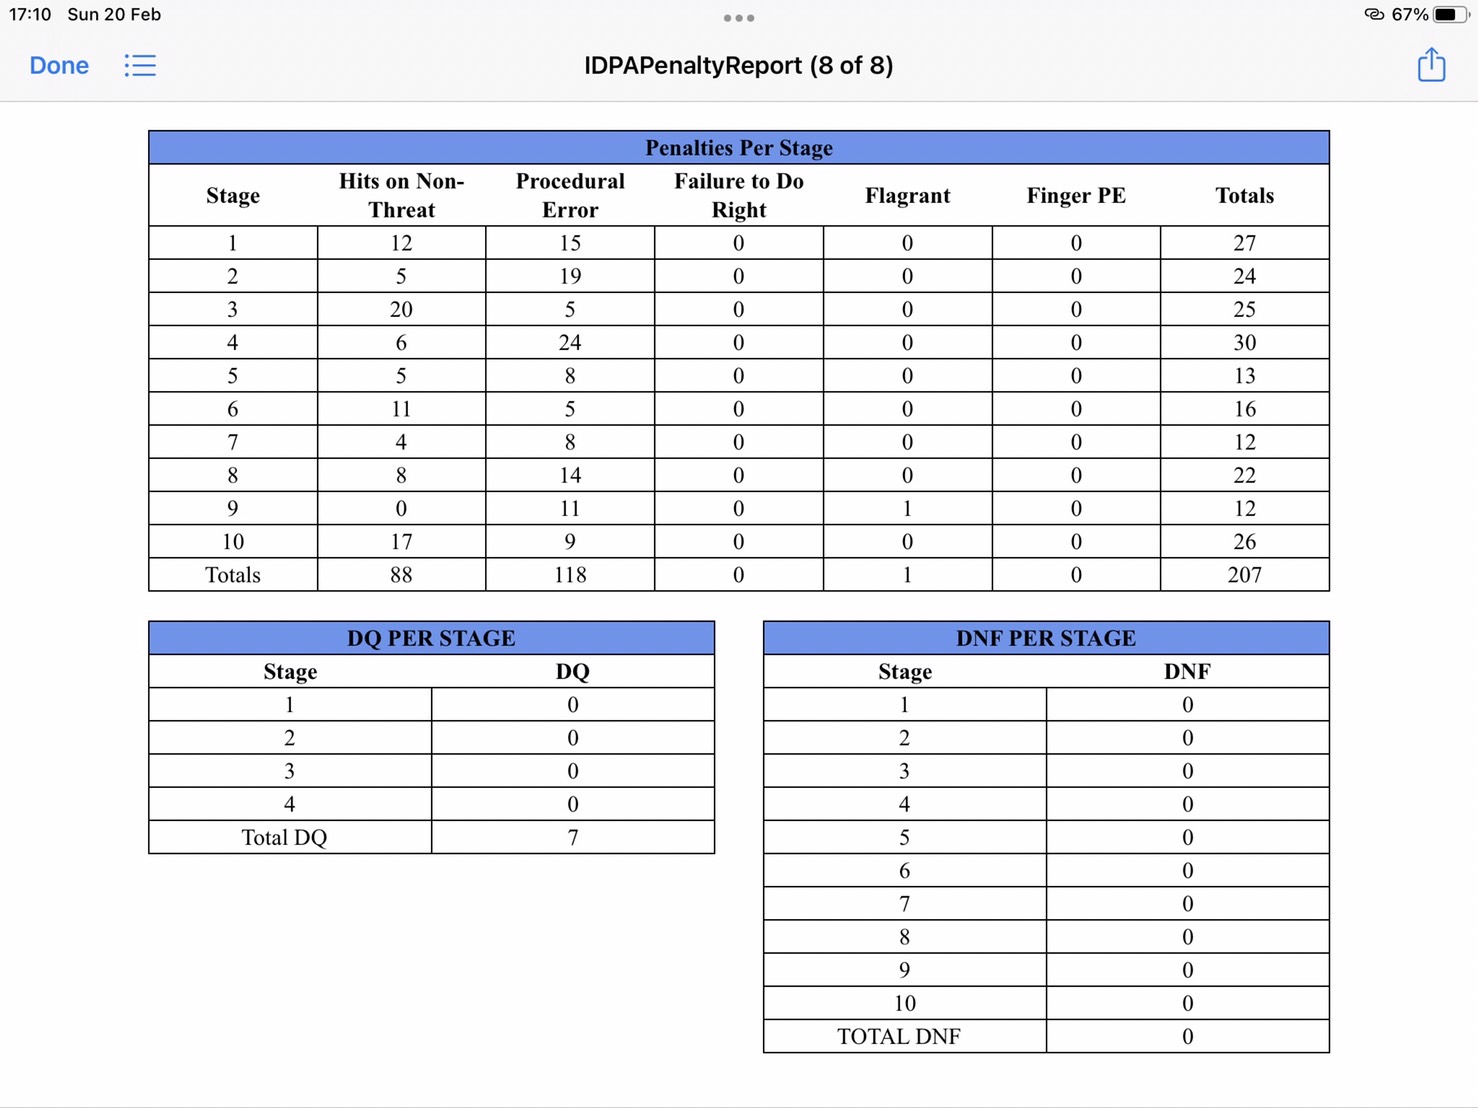 17:10 Sun 20 Feb
67%
Done
IDPAPenaltyReport (8 of 8)
Penalties Per Stage
Stage Hits on Non-Threat Procedural Error Failure to Do Right Flagrant Finger PE Totals
1 12 15 0 0 0 27
2 5 19 0 0 0 24
3 20 5 0 0 0 25
4 6 24 0 0 0 30
5 5 8 0 0 0 13
6 11 5 0 0 0 16
7 4 8 0 0 0 12
8 8 14 0 0 0 22
9 0 11 0 1 0 12
10 17 9 0 0 0 26
Totals 88 118 0 1 0 207
DQ PER STAGE
Stage DQ
1 0
2 0
3 0
4 0
Total DQ 7
DNF PER STAGE
Stage DNF
1 0
2 0
3 0
4 0
5 0
6 0
7 0
8 0
9 0
10 0
TOTAL DNF 0